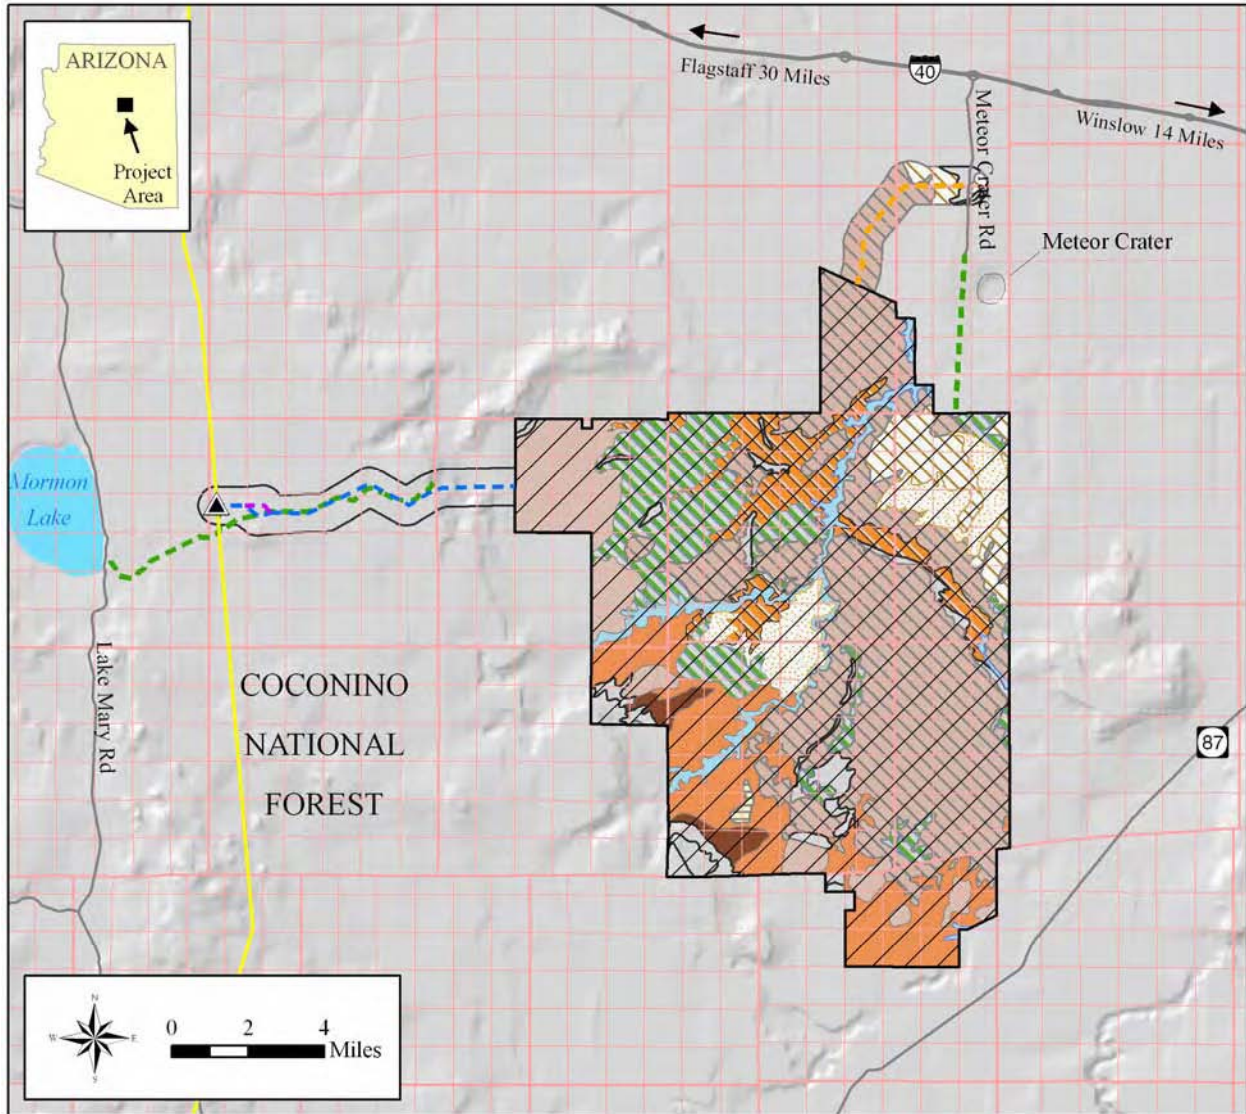 ARIZONA
Project
Area
Flagstaff 30 Miles
40
Winslow 14 Miles
Meteor Crater Rd
Meteor Crater
Mormon
Lake
Lake Mary Rd
COCONINO
NATIONAL
FOREST
87
N
W
E
S
0 2 4
Miles